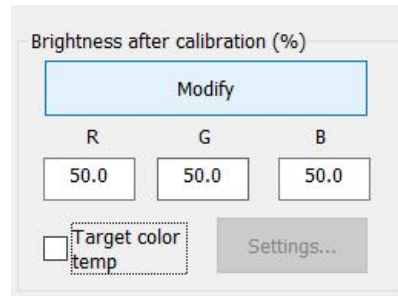 Brightness after calibration (%)
Modify
R G B
50.0 50.0 50.0
Target color
temp
Settings...